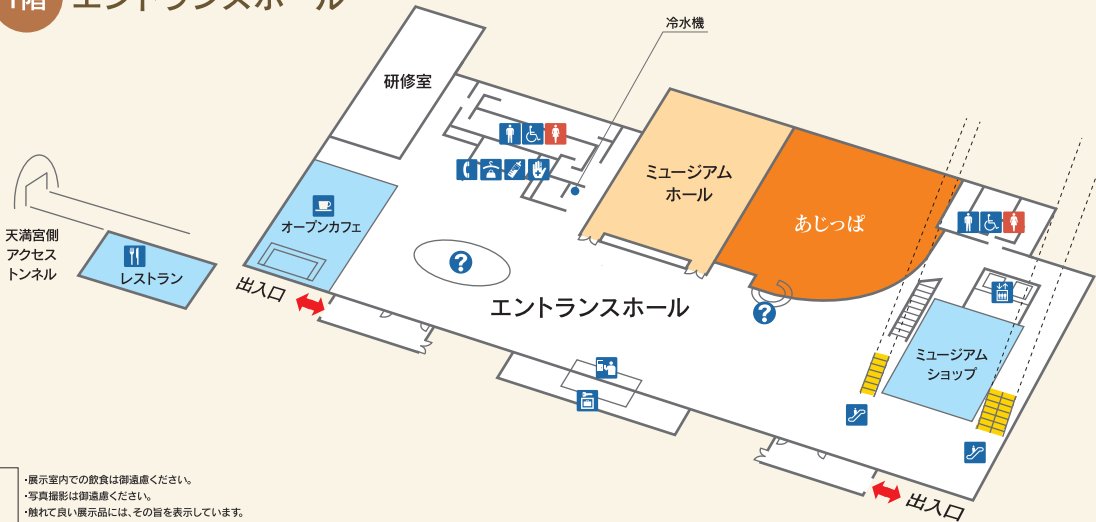 1階 エントランスホール
冷水機
研修室
ミュージアム
ホール
あじっぱ
オープンカフェ
天満宮側
アクセス
トンネル
レストラン
出入口
?
エントランスホール
?
ミュージアム
ショップ
出入口
・展示室内での飲食は御遠慮ください。
・写真撮影は御遠慮ください。
・触れて良い展示品には、その旨を表示しています。